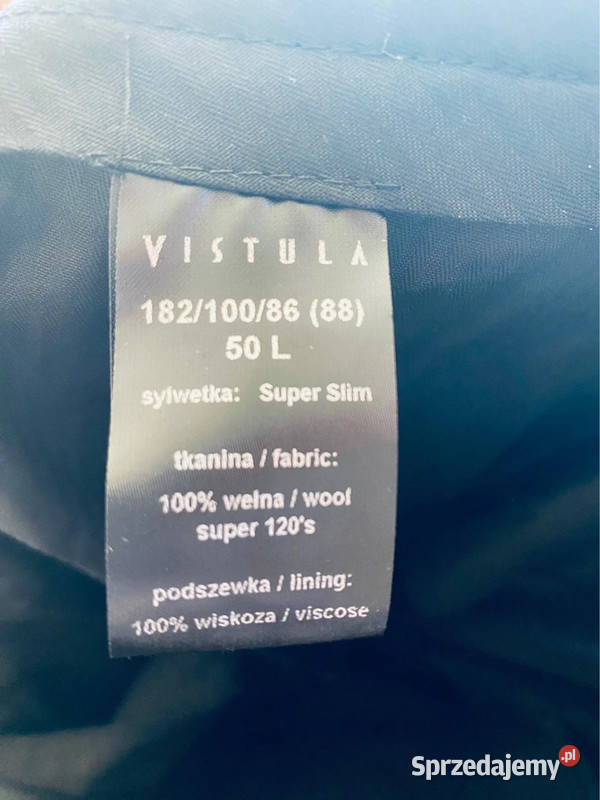 VISTULA
182/100/86 (88)
50 L
sylwetka: Super Slim
tkanina / fabric:
100% wełna / wool
super 120's
podszewka / lining:
100% wiskoza / viscose
Sprzedajemy.pl